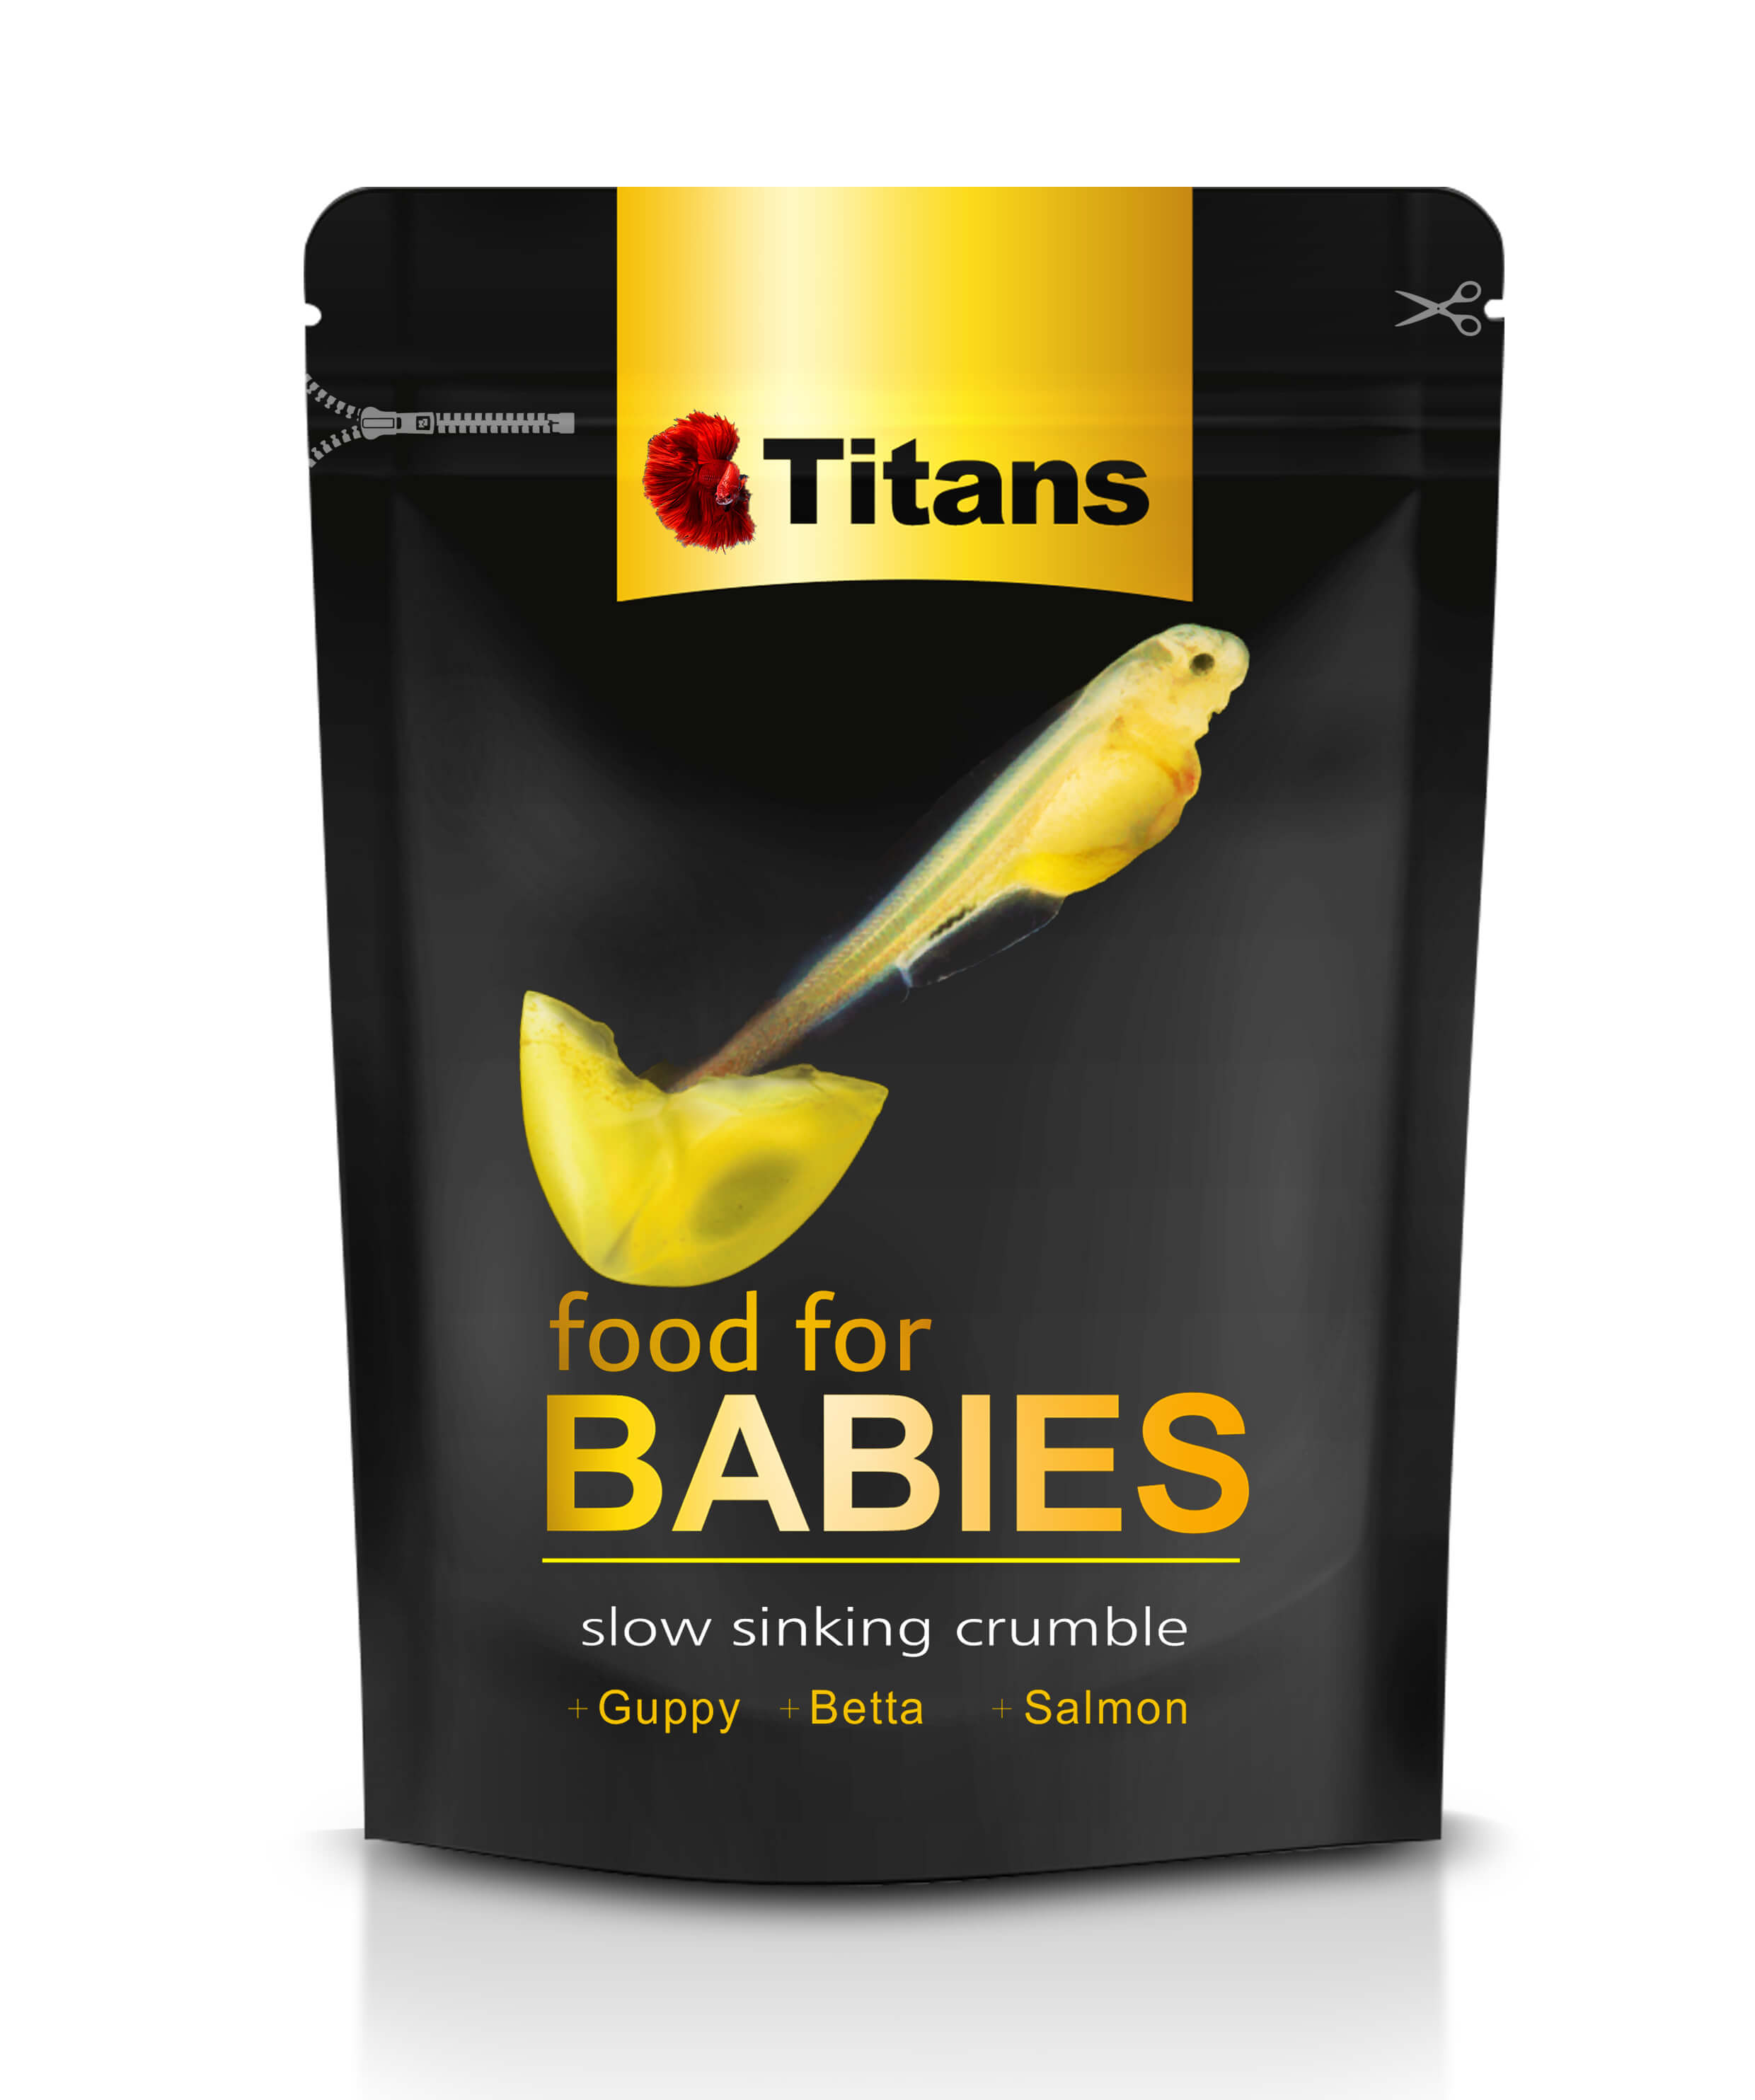 Titans
food for
BABIES
slow sinking crumble
+ Guppy + Betta + Salmon